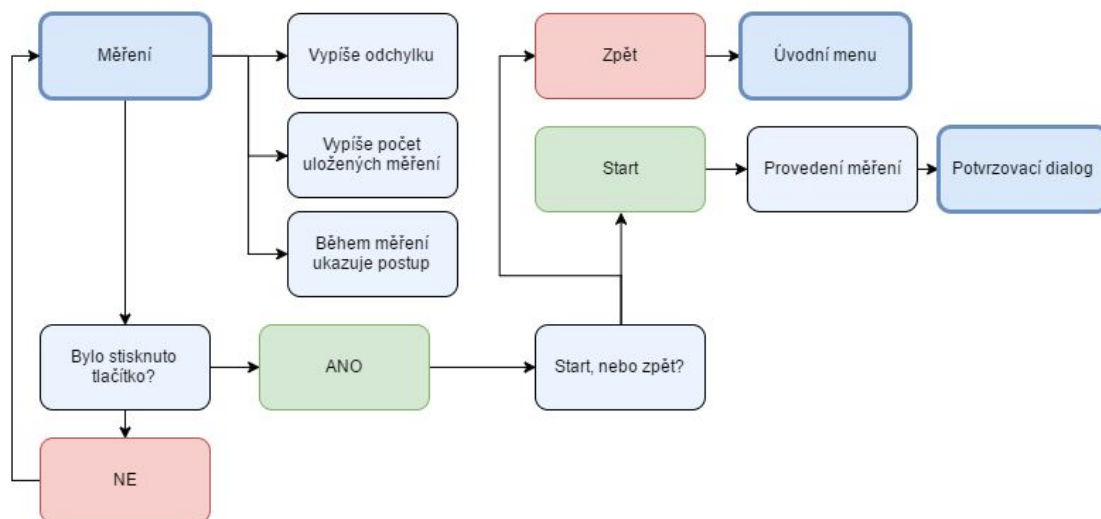 Měření
Vypíše odchylku
Zpět
Úvodní menu
Vypíše počet
uložených měření
Start
Provedení měření
Potvrzovací dialog
Během měření
ukazuje postup
Bylo stisknuto
tlačítko?
ANO
Start, nebo zpět?
NE